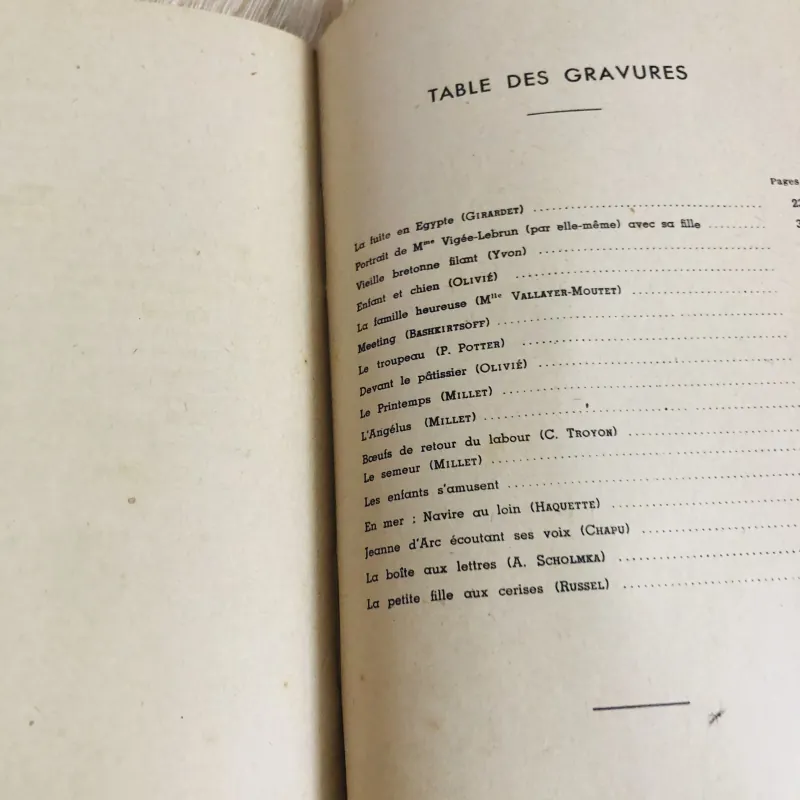 TABLE DES GRAVURES
Pages
La fuite en Egypte (Girardet)
Portrait de Mme Vigée-Lebrun (par elle-même) avec sa fille
Vieille bretonne filant (Yvon)
Enfant et chien (Olivié)
La famille heureuse (Mlle Vallayer-Moutet)
Meeting (Bashkirtsoff)
Le troupeau (P. Potter)
Devant le pâtissier (Olivié)
Le Printemps (Millet)
L'Angélus (Millet)
Bœufs de retour du labour (C. Troyon)
Le semeur (Millet)
Les enfants s'amusent
En mer : Navire au loin (Haquette)
Jeanne d'Arc écoutant ses voix (Chapu)
La boîte aux lettres (A. Scholmka)
La petite fille aux cerises (Russel)